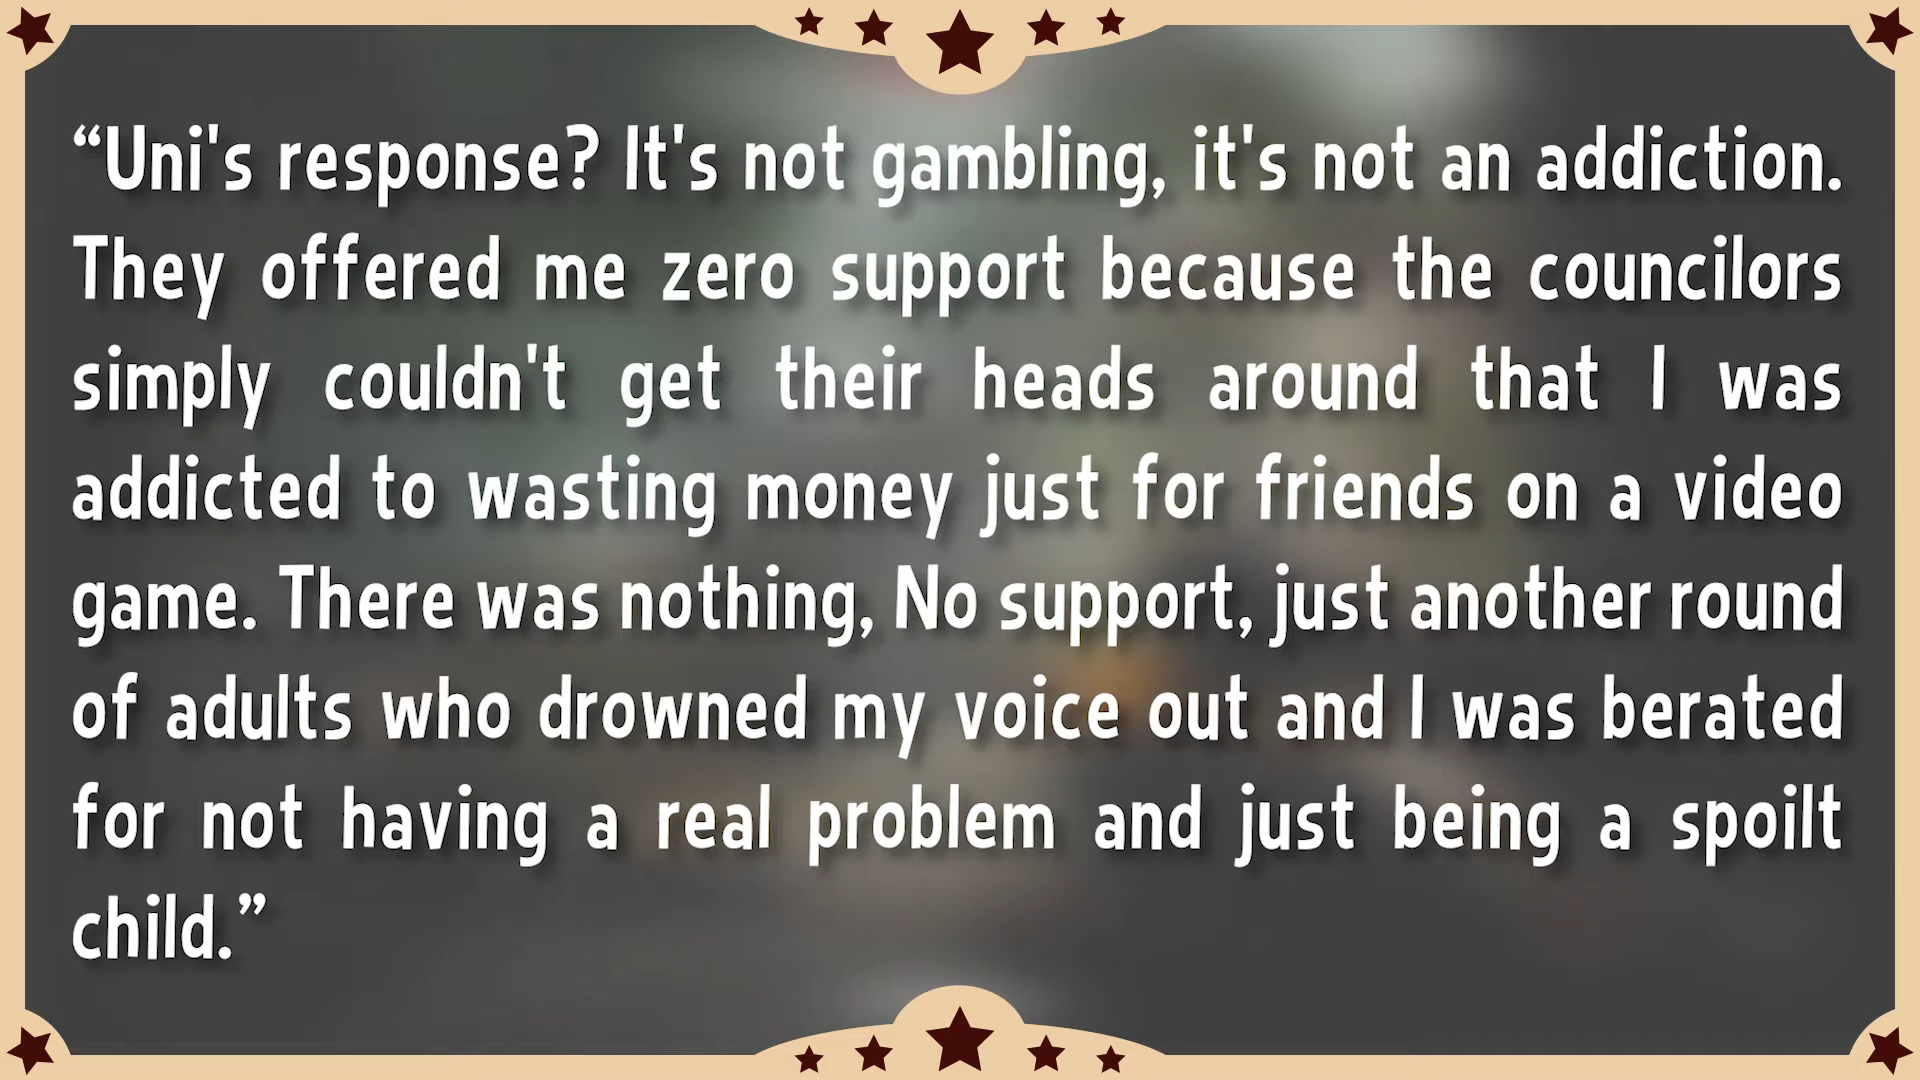 “Uni's response? It's not gambling, it's not an addiction.
They offered me zero support because the councilors
simply couldn't get their heads around that I was
addicted to wasting money just for friends on a video
game. There was nothing, No support, just another round
of adults who drowned my voice out and I was berated
for not having a real problem and just being a spoilt
child.”